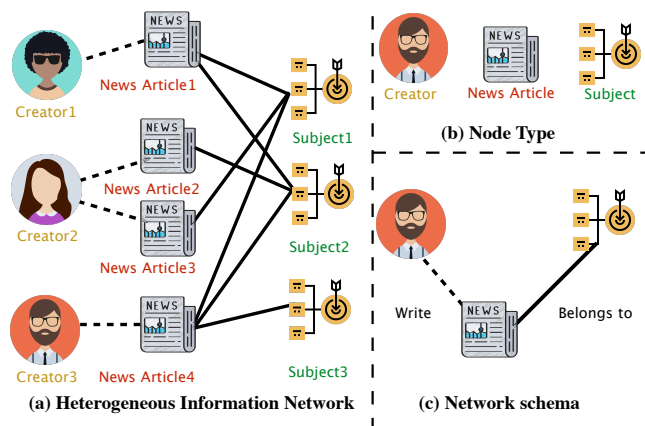 NEWS
News Article1
Creator1
Subject1
NEWS
News Article2
Creator2
NEWS
News Article3
Subject2
NEWS
Creator3
News Article4
Subject3
(a) Heterogeneous Information Network
NEWS
Creator
News Article
Subject
(b) Node Type
Write
NEWS
Belongs to
(c) Network schema